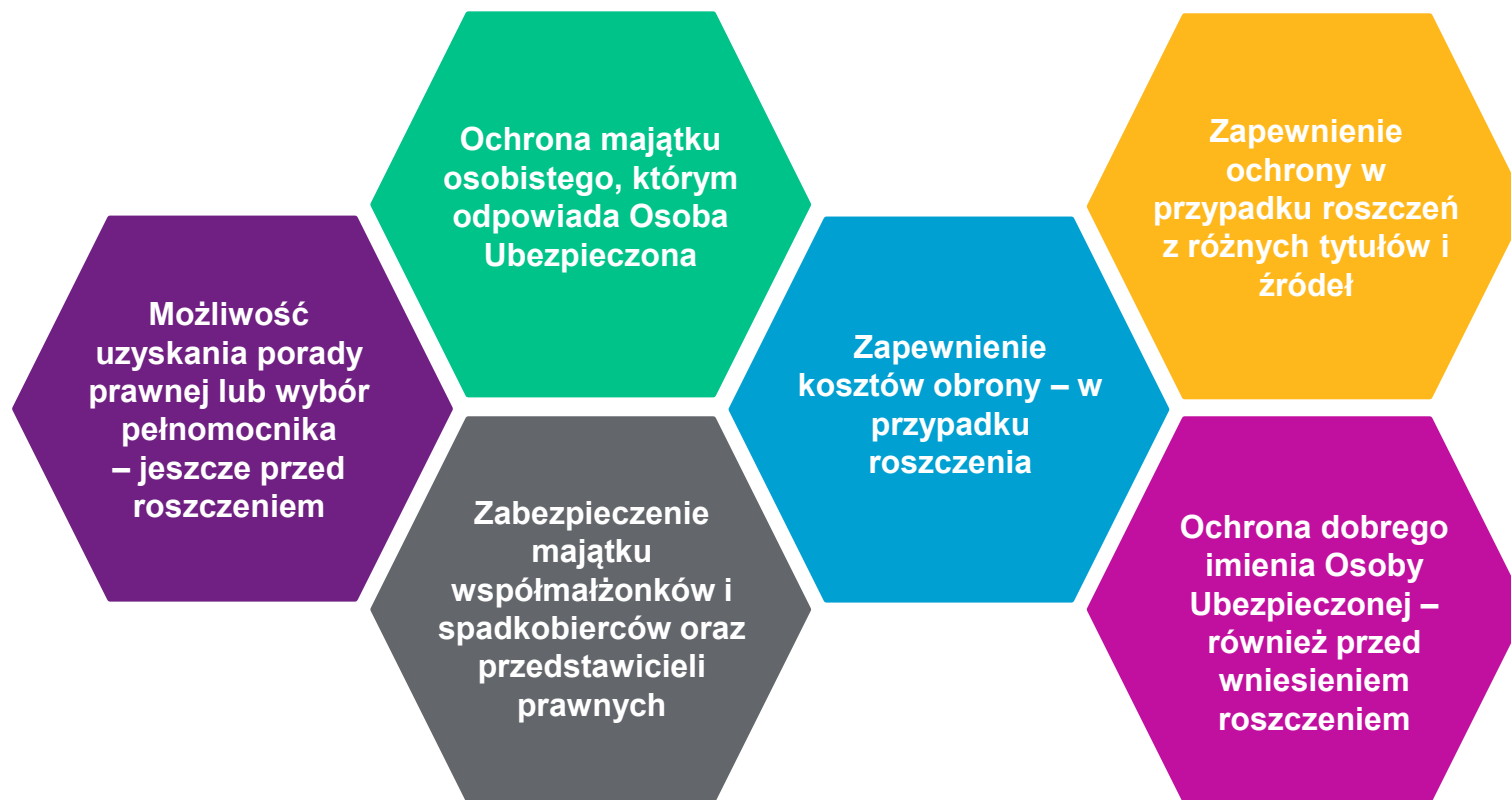 Możliwość
uzyskania porady
prawnej lub wybór
pełnomocnika
– jeszcze przed
roszczeniem
Ochrona majątku
osobistego, którym
odpowiada Osoba
Ubezpieczona
Zabezpieczenie
majątku
współmałżonków i
spadkobierców oraz
przedstawicieli
prawnych
Zapewnienie
kosztów obrony – w
przypadku
roszczenia
Zapewnienie
ochrony w
przypadku roszczeń
z różnych tytułów i
źródeł
Ochrona dobrego
imienia Osoby
Ubezpieczonej –
również przed
wniesieniem
roszczeniem